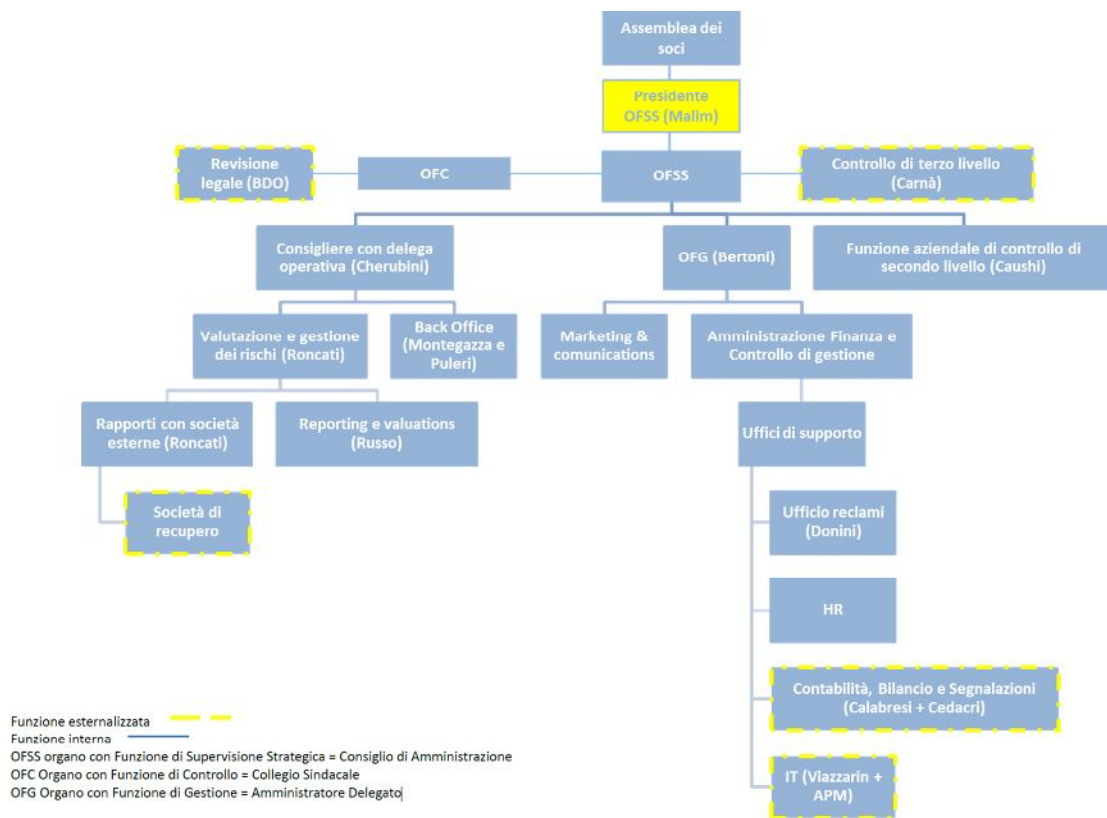 Assemblea dei
soci
Presidente
OFSS (Malim)
Revisione
legale (BDO)
OFC
OFSS
Controllo di terzo livello
(Carnà)
Consigliere con delega
operativa (Cherubini)
OFG (Bertoni)
Funzione aziendale di controllo di
secondo livello (Caushi)
Valutazione e gestione
dei rischi (Roncati)
Back Office
(Montegazza e
Puleri)
Marketing &
comunications
Amministrazione Finanza e
Controllo di gestione
Rapporti con società
esterne (Roncati)
Reporting e valuations
(Russo)
Uffici di supporto
Società di
recupero
Ufficio reclami
(Donini)
HR
Contabilità, Bilancio e Segnalazioni
(Calabresi + Cedacri)
IT (Viazzarin +
APM)
Funzione esternalizzata
Funzione interna
OFSS organo con Funzione di Supervisione Strategica = Consiglio di Amministrazione
OFC Organo con Funzione di Controllo = Collegio Sindacale
OFG Organo con Funzione di Gestione = Amministratore Delegato